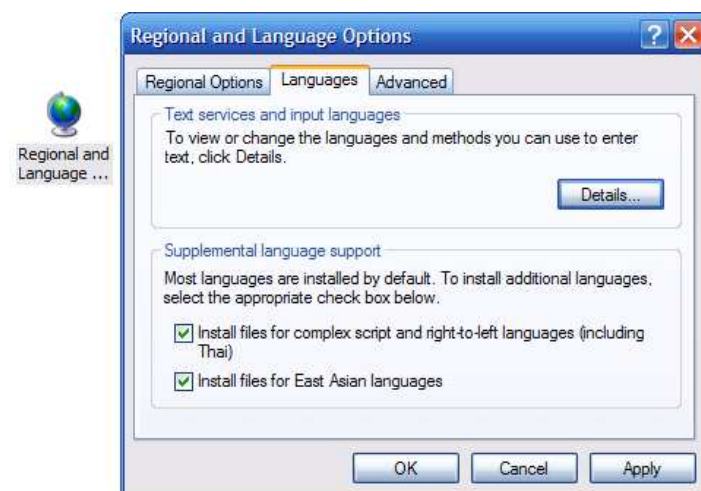 Regional and Language Options
Regional Options Languages Advanced
Text services and input languages
To view or change the languages and methods you can use to enter
text, click Details.
Details...
Regional and
Language ...
Supplemental language support
Most languages are installed by default. To install additional languages,
select the appropriate check box below.
Install files for complex script and right-to-left languages (including
Thai)
Install files for East Asian languages
OK Cancel Apply